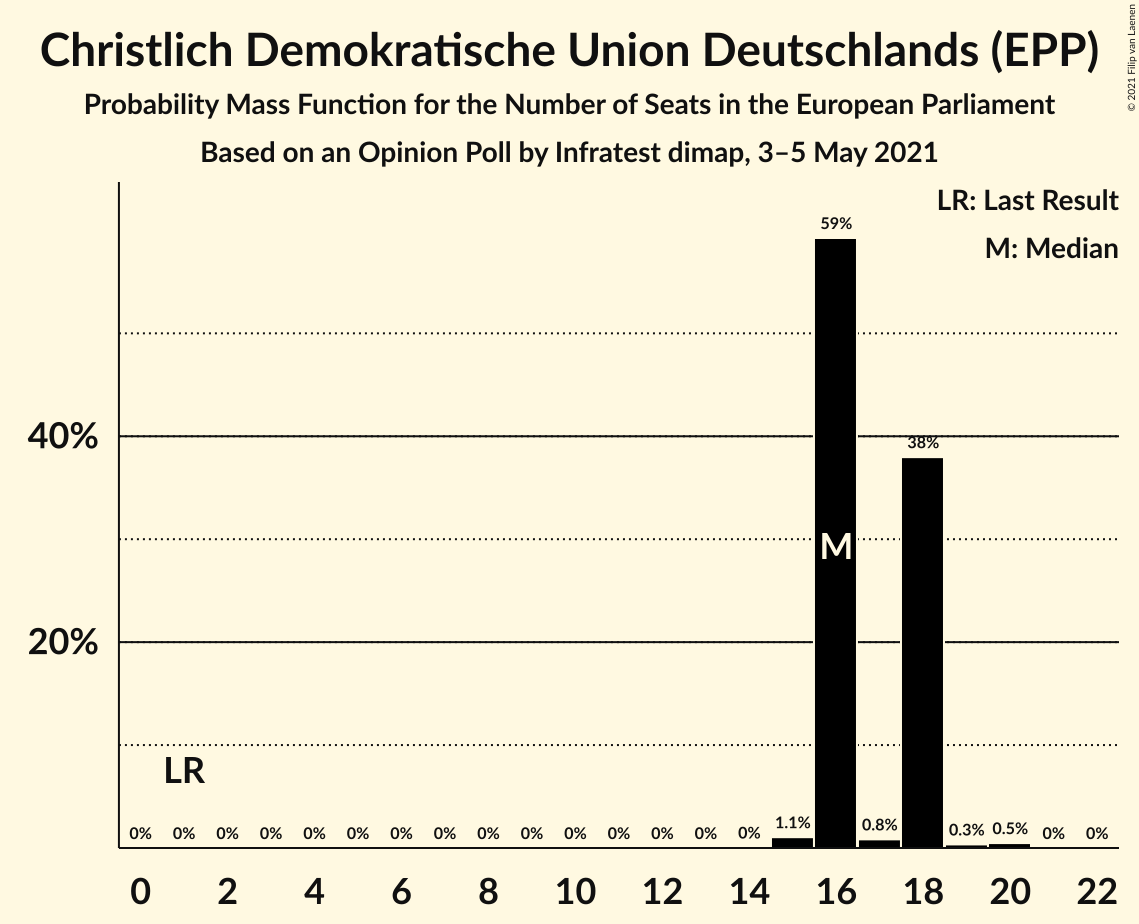 Christlich Demokratische Union Deutschlands (EPP)
Probability Mass Function for the Number of Seats in the European Parliament
Based on an Opinion Poll by Infratest dimap, 3–5 May 2021
© 2021 Filip van Laenen
LR: Last Result
M: Median
59%
40%
38%
M
20%
LR
0% 0% 0% 0% 0% 0% 0% 0% 0% 0% 0% 0% 0% 0% 0% 1.1% 0.8% 0.3% 0.5% 0% 0%
0 2 4 6 8 10 12 14 16 18 20 22